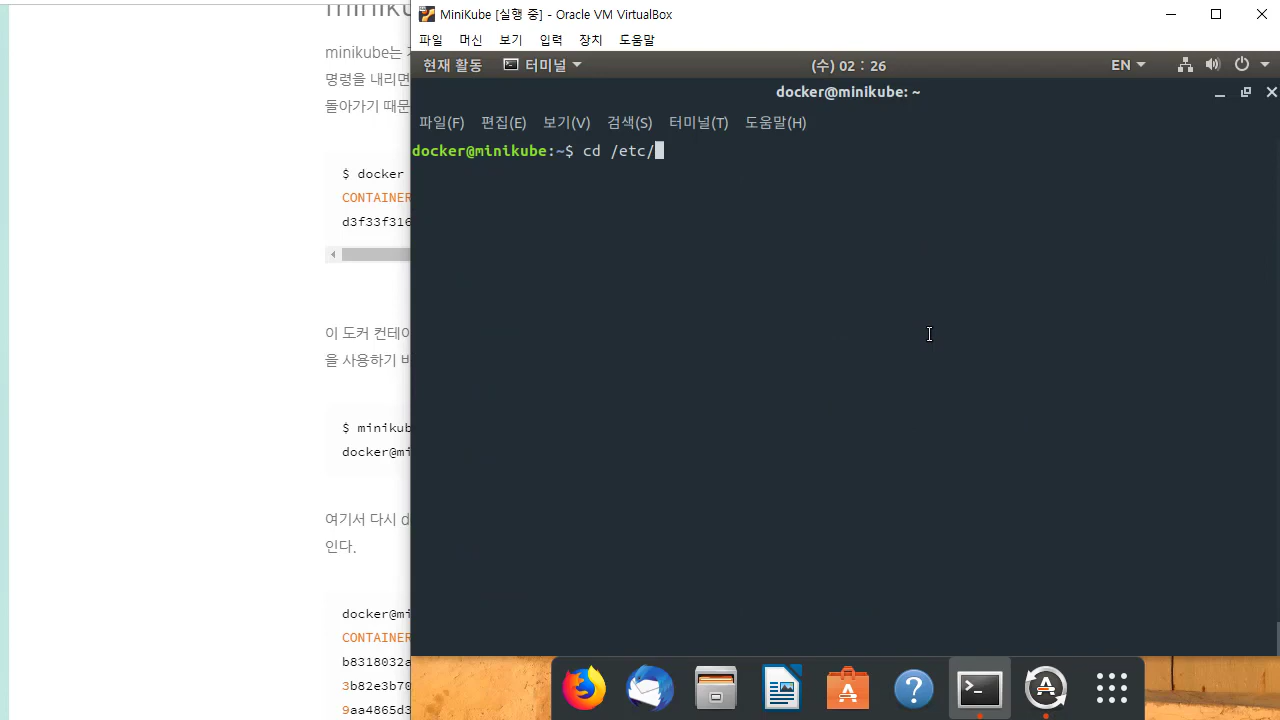 minikube는
명령을 내리면
돌아가기 때문
$ docker
CONTAINER
d3f33f316
이 도커 컨테이
을 사용하기
$ minikub
docker@mi
여기서 다시 d
인다.
docker@mi
CONTAINER
b8318032a
3b82e3b70
9aa4865d3
MiniKube [실행 중] - Oracle VM VirtualBox
파일 머신 보기 입력 장치 도움말
현재 활동 터미널 (수) 02 : 26 EN
docker@minikube: ~
파일(F) 편집(E) 보기(V) 검색(S) 터미널(T) 도움말(H)
docker@minikube:~$ cd /etc/